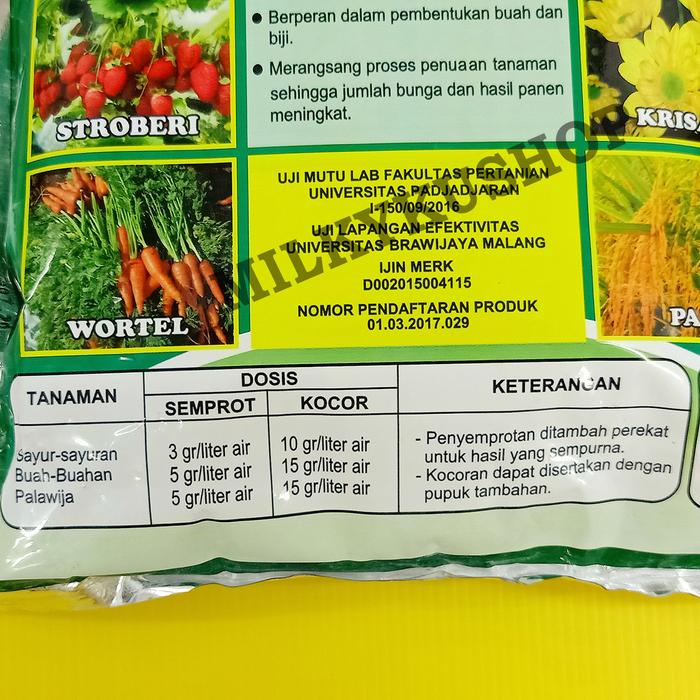 Berperan dalam pembentukan buah dan
biji.
Merangsang proses penuaan tanaman
sehingga jumlah bunga dan hasil panen
meningkat.
STROBERI
KRIS
UJI MUTU LAB FAKULTAS PERTANIAN
UNIVERSITAS PADJADJARAN
I-150/09/2016
UJI LAPANGAN EFEKTIVITAS
UNIVERSITAS BRAWIJAYA MALANG
IJIN MERK
D002015004115
NOMOR PENDAFTARAN PRODUK
01.03.2017.029
WORTEL
PA
MILIKYKUSHOP
TANAMAN DOSIS KETERANGAN
SEMPROT KOCOR
Sayur-sayuran 3 gr/liter air 10 gr/liter air
Buah-Buahan 5 gr/liter air 15 gr/liter air
Palawija 5 gr/liter air 15 gr/liter air
- Penyemprotan ditambah perekat
untuk hasil yang sempurna.
- Kocoran dapat disertakan dengan
pupuk tambahan.